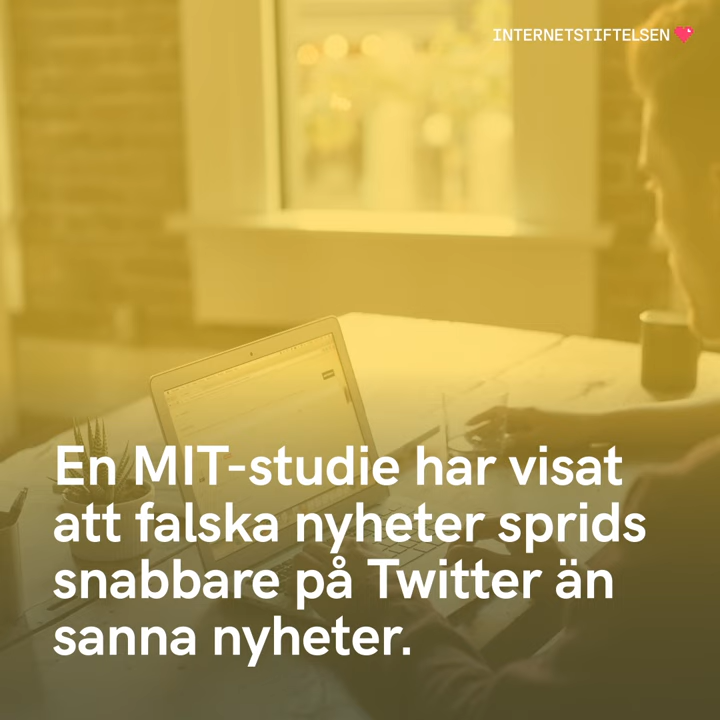 INTERNETSTIFTELSEN
En MIT-studie har visat
att falska nyheter sprids
snabbare på Twitter än
sanna nyheter.